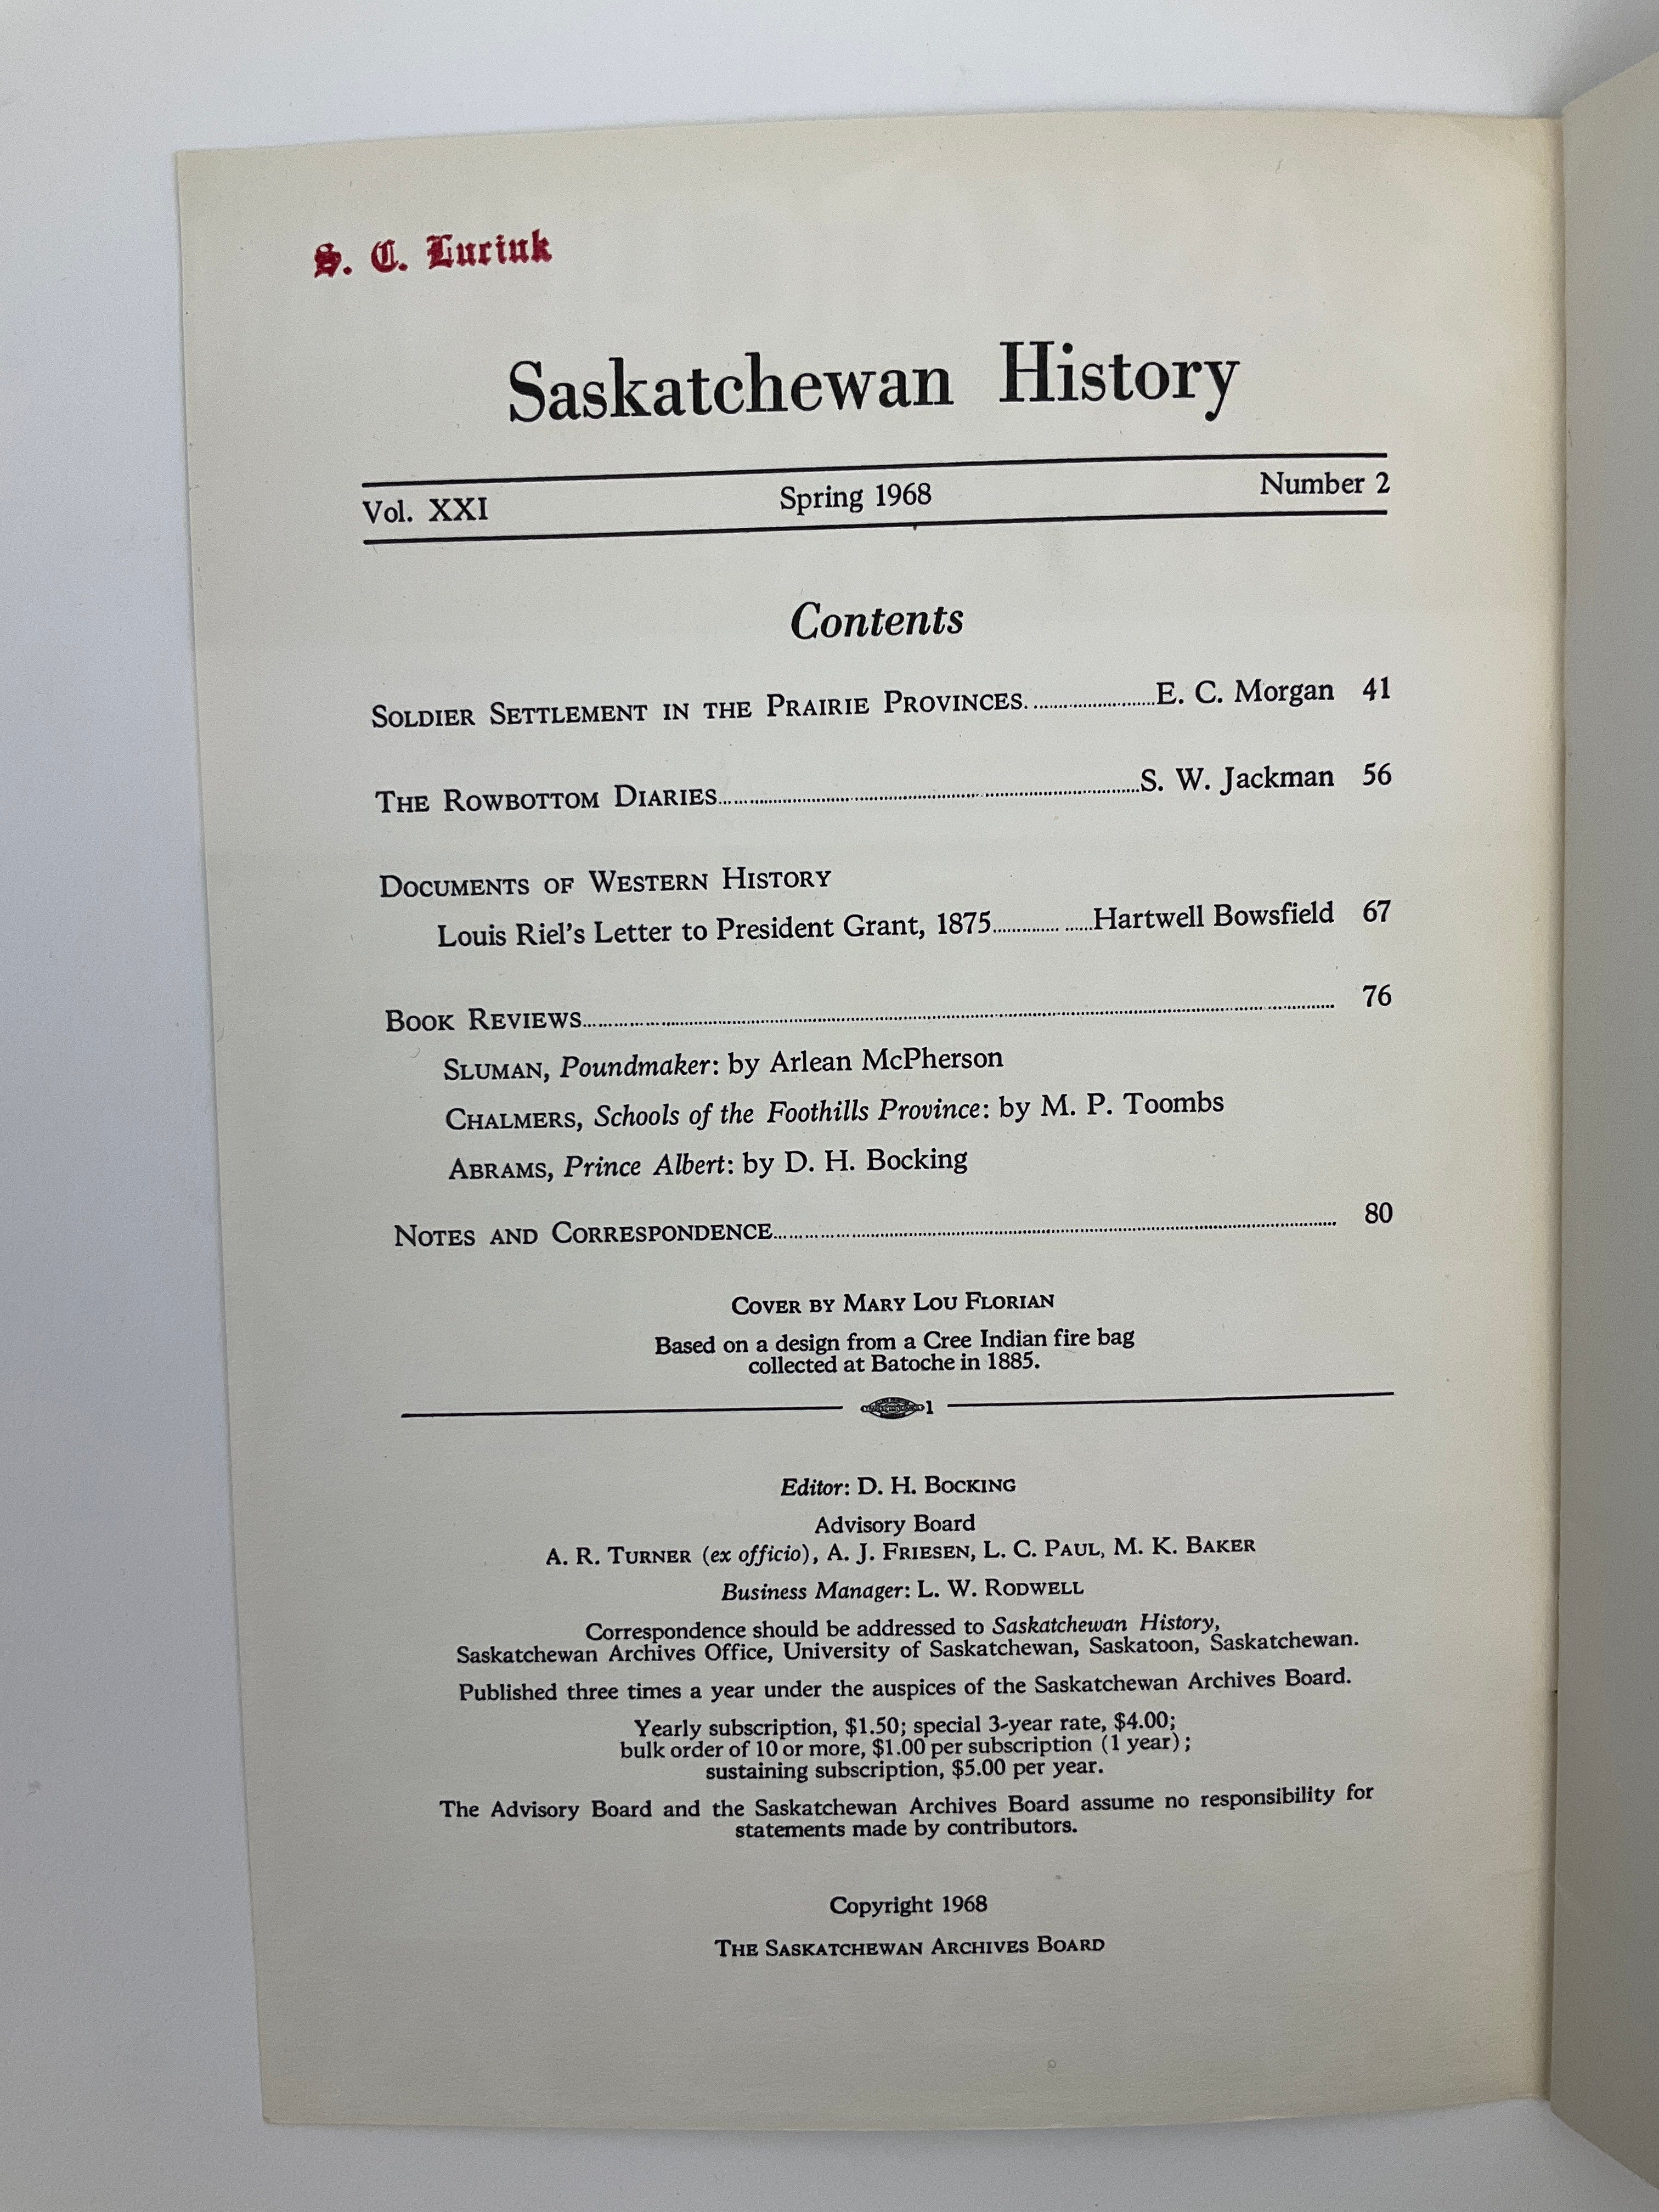 S. C. Luciuk
Saskatchewan History
Vol. XXI Spring 1968 Number 2
Contents
SOLDIER SETTLEMENT IN THE PRAIRIE PROVINCES........................E. C. Morgan 41
THE ROWBOTTOM DIARIES........................................................S. W. Jackman 56
DOCUMENTS OF WESTERN HISTORY
Louis Riel's Letter to President Grant, 1875....................Hartwell Bowsfield 67
BOOK REVIEWS................................................................................ 76
SLUMAN, Poundmaker: by Arlean McPherson
CHALMERS, Schools of the Foothills Province: by M. P. Toombs
ABRAMS, Prince Albert: by D. H. Bocking
NOTES AND CORRESPONDENCE............................................................ 80
COVER BY MARY LOU FLORIAN
Based on a design from a Cree Indian fire bag
collected at Batoche in 1885.
1
Editor: D. H. BOCKING
Advisory Board
A. R. TURNER (ex officio), A. J. FRIESEN, L. C. PAUL, M. K. BAKER
Business Manager: L. W. RODWELL
Correspondence should be addressed to Saskatchewan History,
Saskatchewan Archives Office, University of Saskatchewan, Saskatoon, Saskatchewan.
Published three times a year under the auspices of the Saskatchewan Archives Board.
Yearly subscription, $1.50; special 3-year rate, $4.00;
bulk order of 10 or more, $1.00 per subscription (1 year);
sustaining subscription, $5.00 per year.
The Advisory Board and the Saskatchewan Archives Board assume no responsibility for
statements made by contributors.
Copyright 1968
THE SASKATCHEWAN ARCHIVES BOARD